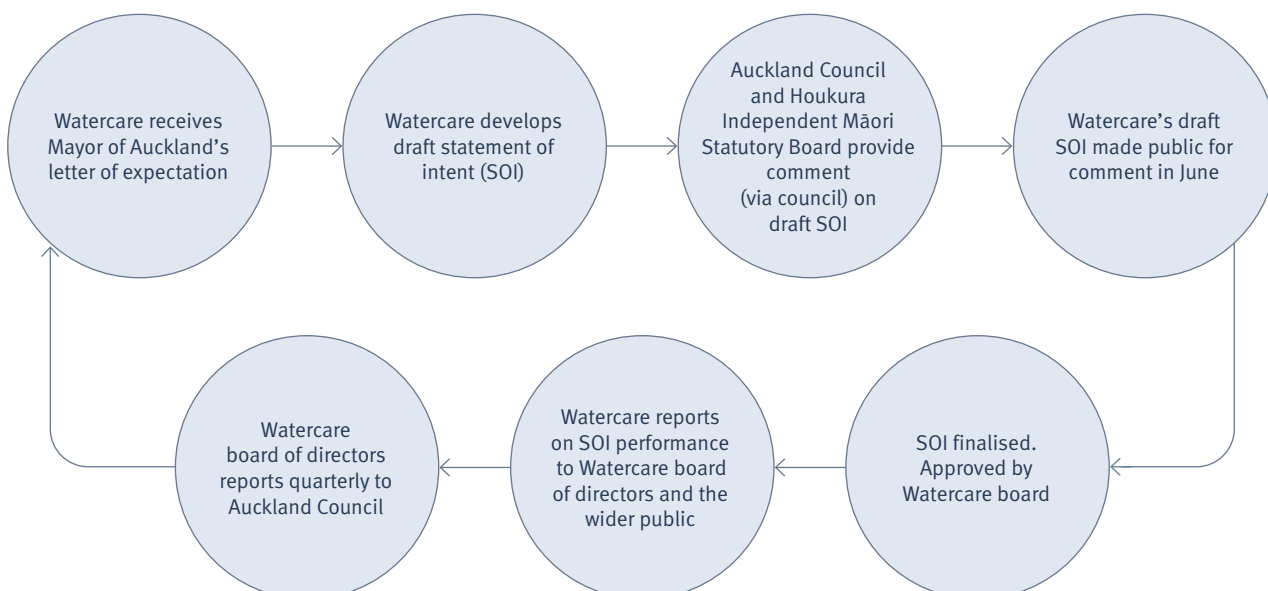 Watercare receives
Mayor of Auckland’s
letter of expectation
Watercare develops
draft statement of
intent (SOI)
Auckland Council
and Houkura
Independent Māori
Statutory Board provide
comment
(via council) on
draft SOI
Watercare’s draft
SOI made public for
comment in June
SOI finalised.
Approved by
Watercare board
Watercare reports
on SOI performance
to Watercare board
of directors and the
wider public
Watercare
board of directors
reports quarterly to
Auckland Council